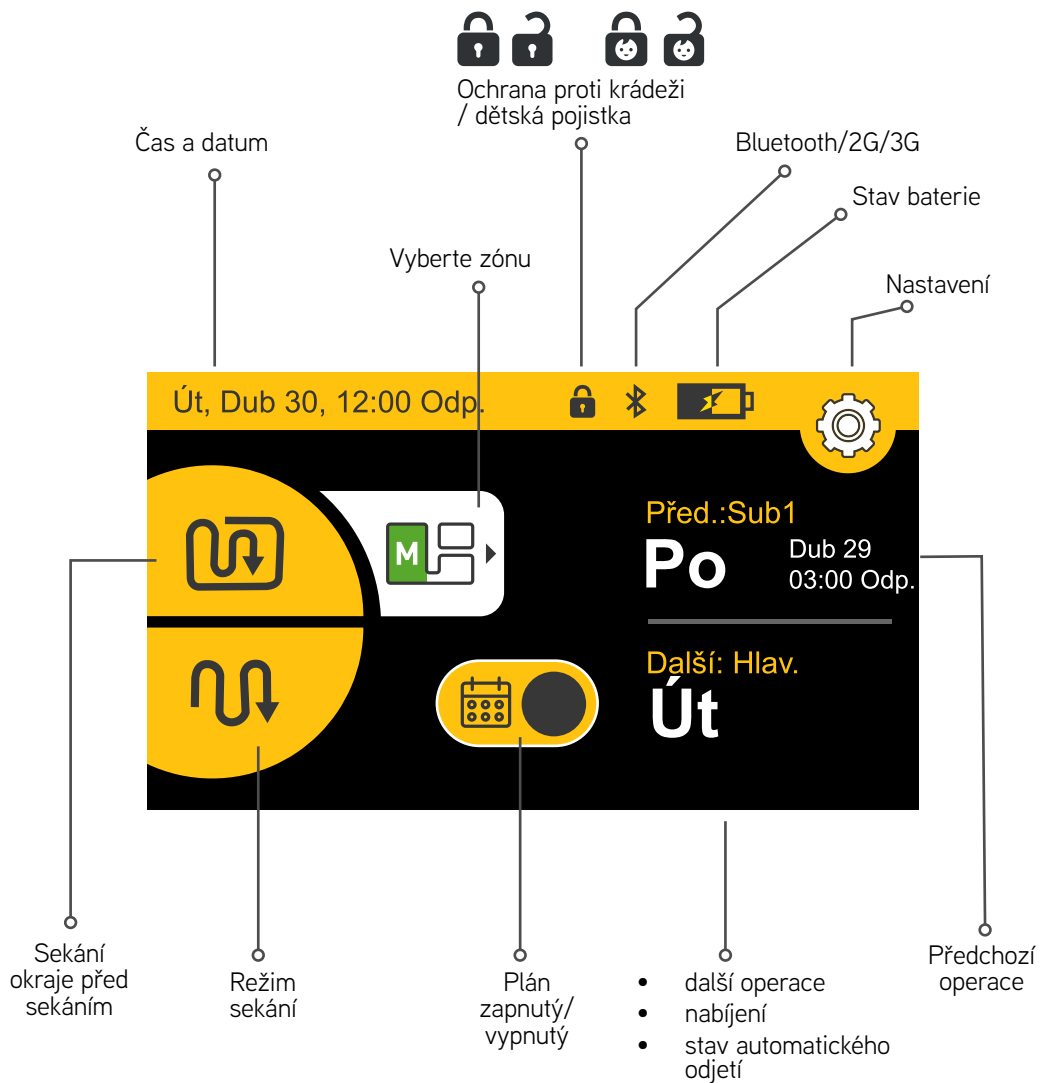 Ochrana proti krádeži
/ dětská pojistka
Čas a datum
Bluetooth/2G/3G
Stav baterie
Vyberte zónu
Nastavení
Út, Dub 30, 12:00 Odp.
M
Před.:Sub1
Po
Dub 29
03:00 Odp.
Další: Hlav.
Út
Sekání
okraje před
sekáním
Režim
sekání
Plán
zapnutý/
vypnutý
• další operace
• nabíjení
• stav automatického
odjetí
Předchozí
operace